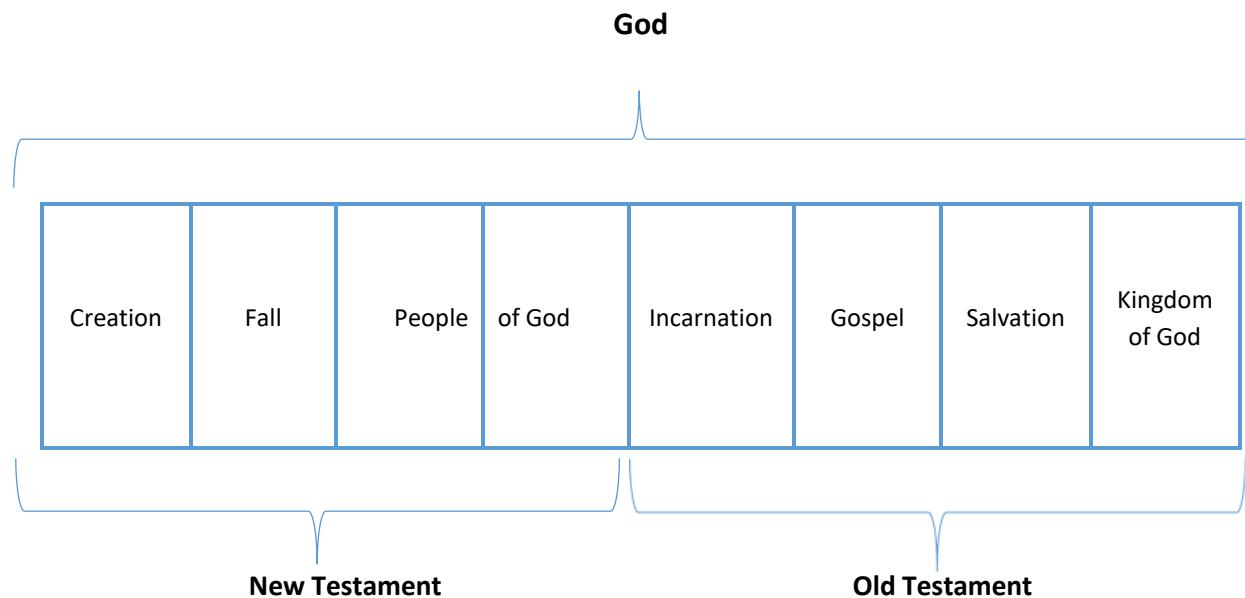 God
Creation
Fall
People of God
Incarnation
Gospel
Salvation
Kingdom
of God
New Testament
Old Testament